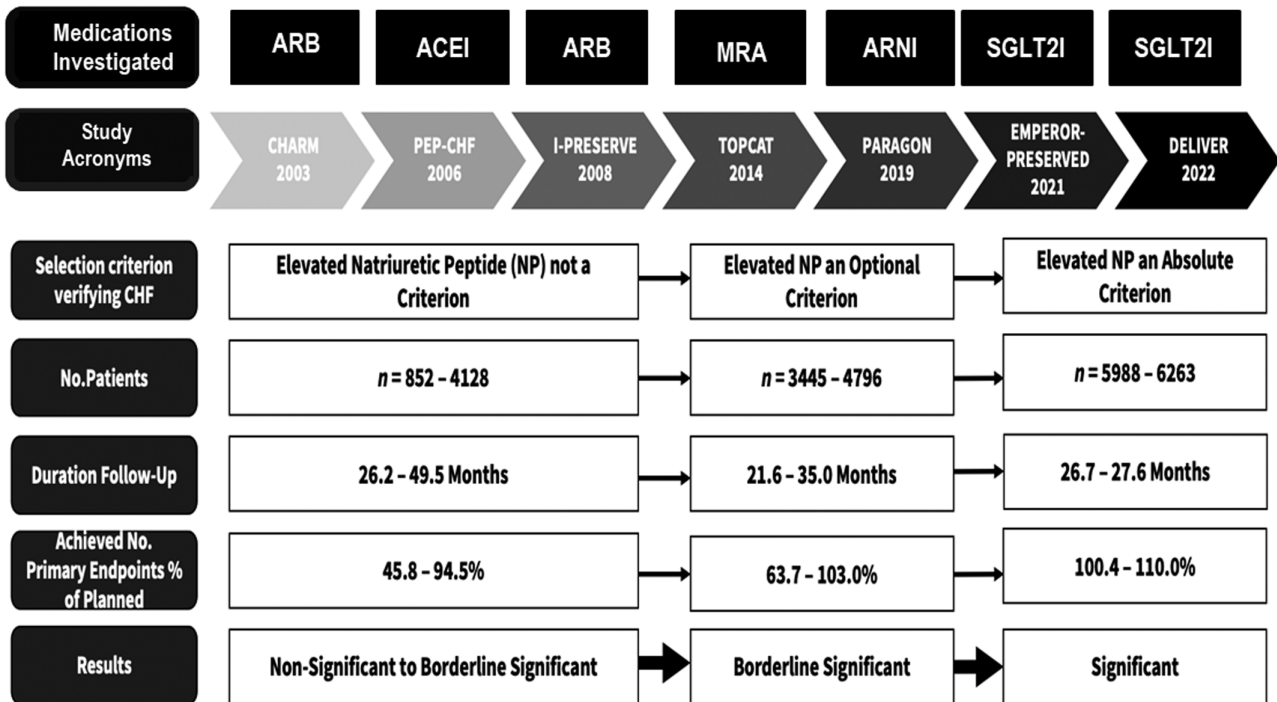 Medications
Investigated
ARB
ACEI
ARB
MRA
ARNI
SGLT2I
SGLT2I
Study
Acronyms
CHARM
2003
PEP-CHF
2006
I-PRESERVE
2008
TOPCAT
2014
PARAGON
2019
EMPEROR-
PRESERVED
2021
DELIVER
2022
Selection criterion
verifying CHF
Elevated Natriuretic Peptide (NP) not a
Criterion
Elevated NP an Optional
Criterion
Elevated NP an Absolute
Criterion
No.Patients
n = 852 – 4128
n = 3445 – 4796
n = 5988 – 6263
Duration Follow-Up
26.2 – 49.5 Months
21.6 – 35.0 Months
26.7 – 27.6 Months
Achieved No.
Primary Endpoints %
of Planned
45.8 – 94.5%
63.7 – 103.0%
100.4 – 110.0%
Results
Non-Significant to Borderline Significant
Borderline Significant
Significant